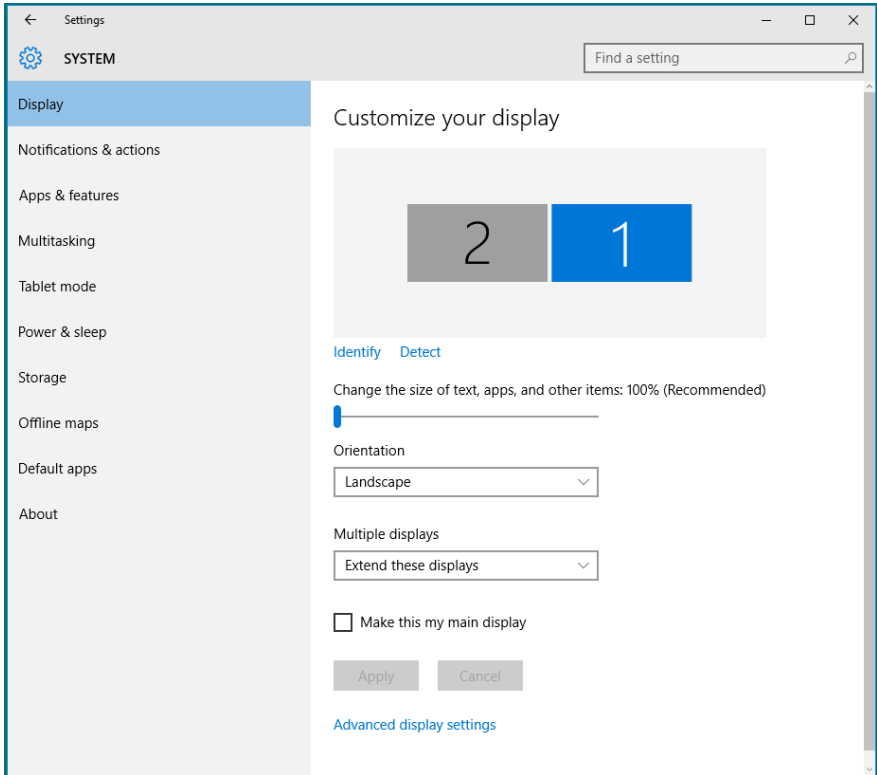 Settings
SYSTEM
Find a setting
Display
Notifications & actions
Apps & features
Multitasking
Tablet mode
Power & sleep
Storage
Offline maps
Default apps
About
Customize your display
2 1
Identify Detect
Change the size of text, apps, and other items: 100% (Recommended)
Orientation
Landscape
Multiple displays
Extend these displays
Make this my main display
Apply Cancel
Advanced display settings